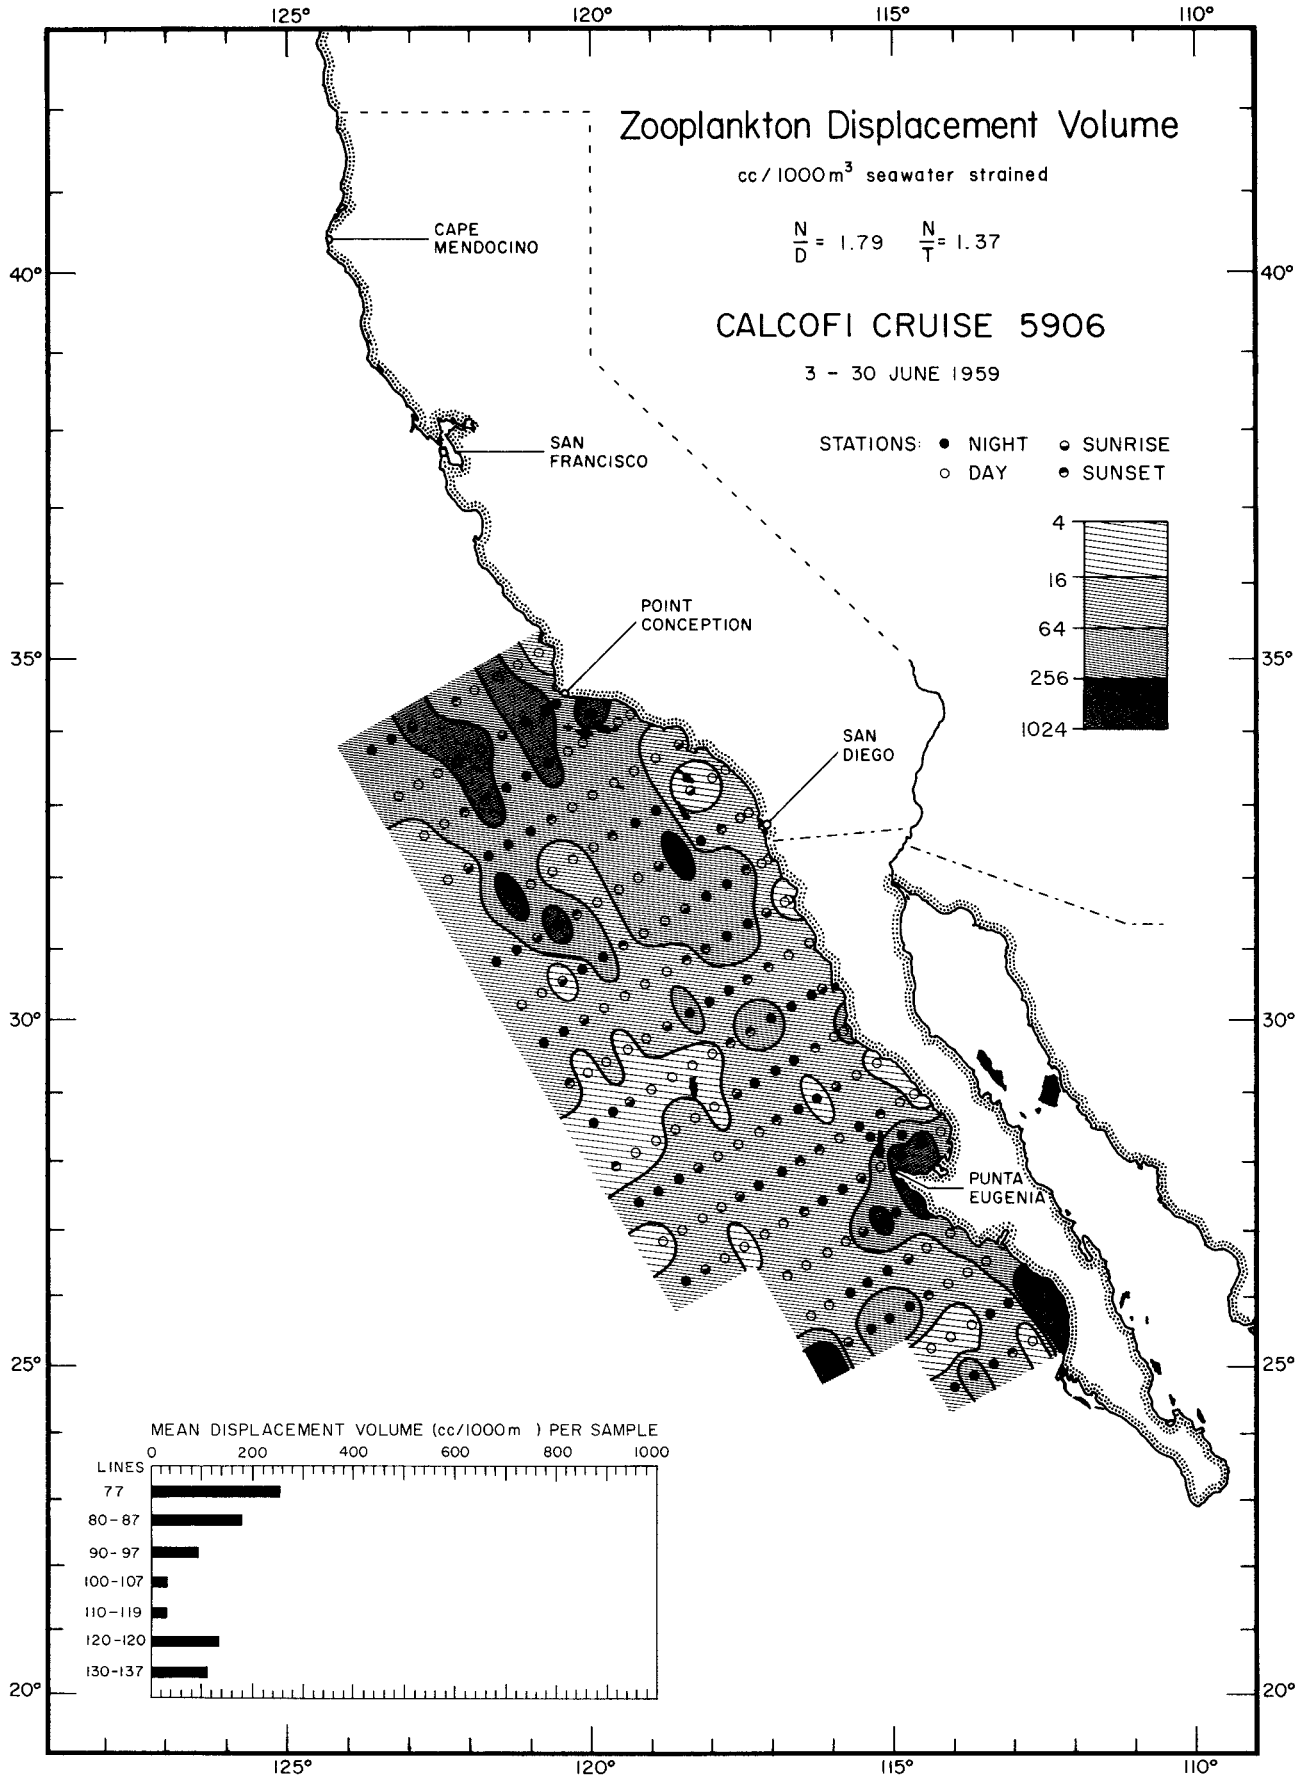 125° 120° 115° 110°
Zooplankton Displacement Volume
cc/1000m³ seawater strained
N/D = 1.79 N/T = 1.37
CALCOFI CRUISE 5906
3 - 30 JUNE 1959
STATIONS: ● NIGHT SUNRISE
○ DAY SUNSET
4
16
64
256
1024
CAPE
MENDOCINO
40° 40°
SAN
FRANCISCO
POINT
CONCEPTION
35° 35°
SAN
DIEGO
30° 30°
PUNTA
EUGENIA
25° 25°
MEAN DISPLACEMENT VOLUME (cc/1000m ) PER SAMPLE
0 200 400 600 800 1000
LINES
77
80-87
90-97
100-107
110-119
120-120
130-137
20° 20°
125° 120° 115° 110°